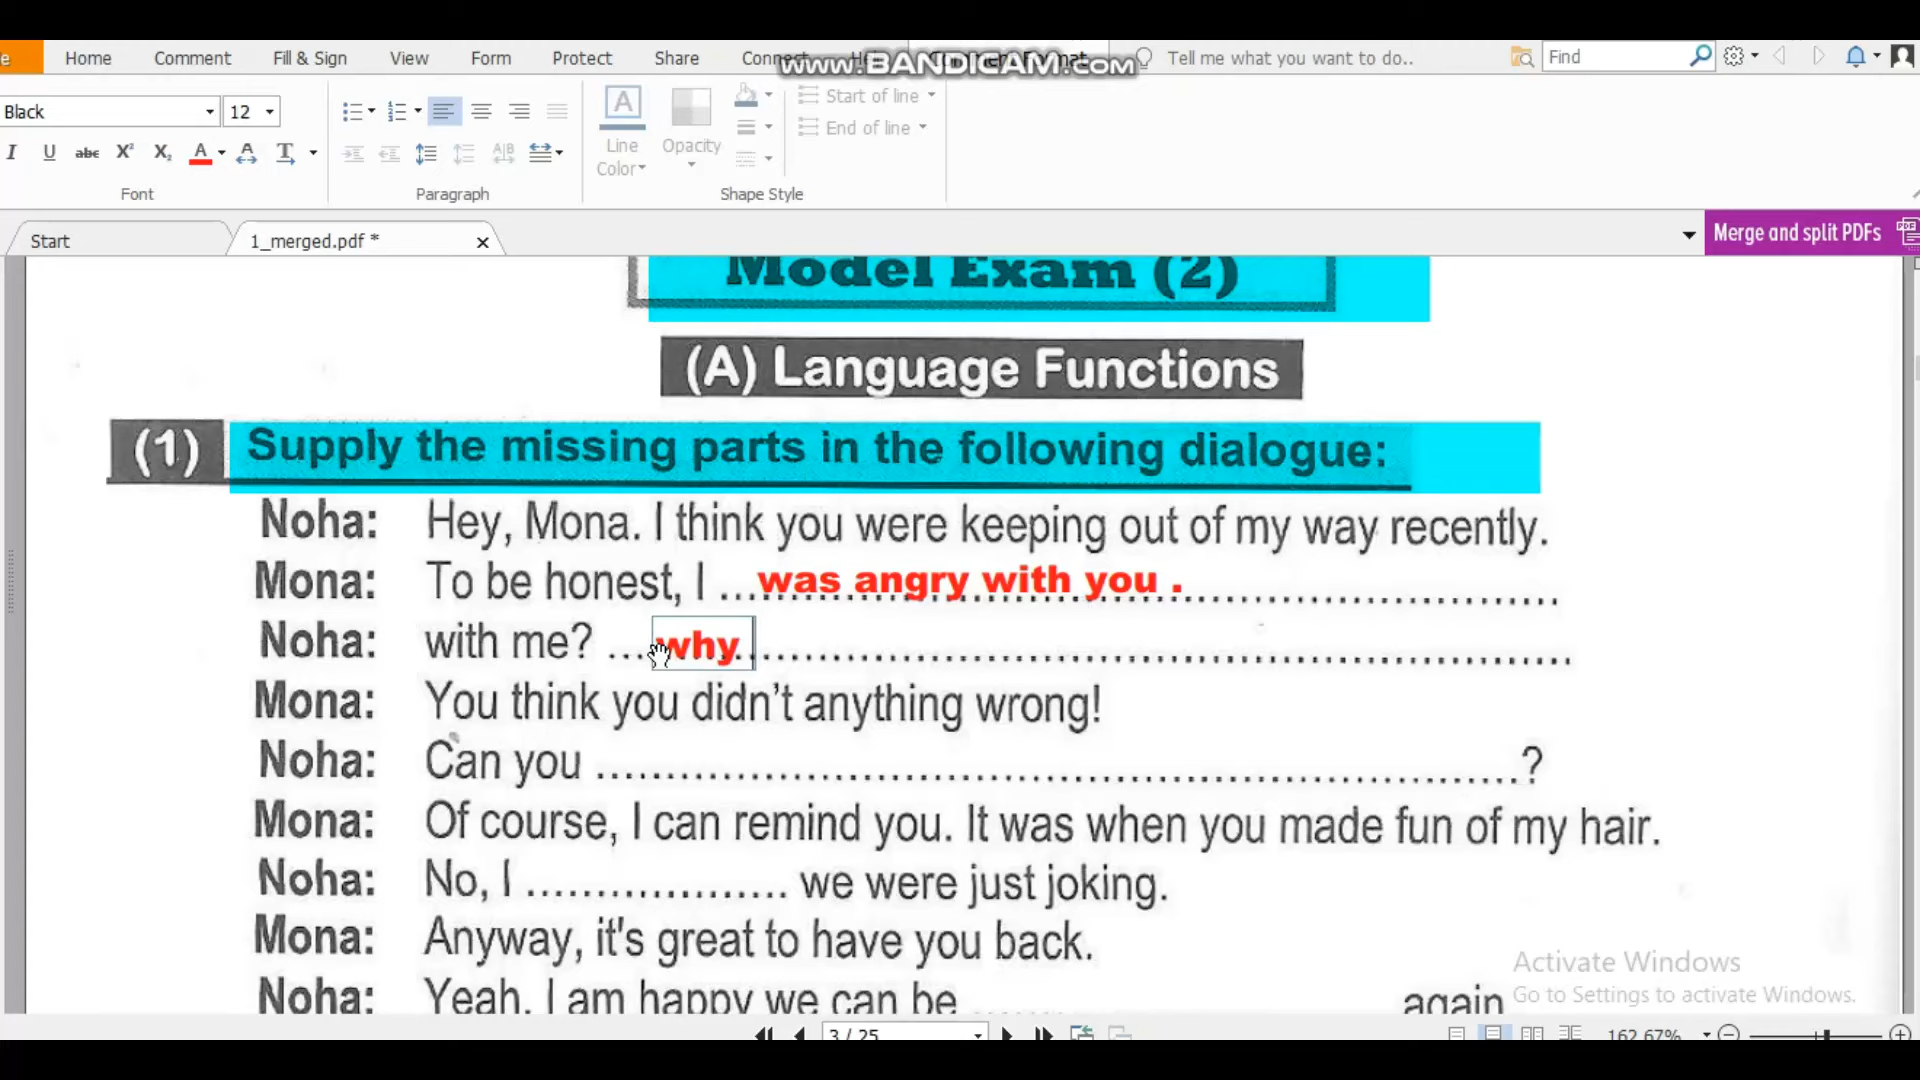 www.BANDICAM.com
Home Comment Fill & Sign View Form Protect Share Tell me what you want to do.. Find
Black 12 Start of line
End of line
Line Color Opacity
Font Paragraph Shape Style
Start 1_merged.pdf * Merge and split PDFs
Model Exam (2)
(A) Language Functions
(1) Supply the missing parts in the following dialogue:
Noha: Hey, Mona. I think you were keeping out of my way recently.
Mona: To be honest, I ...was angry with you . ........................
Noha: with me? ...why........................
Mona: You think you didn't anything wrong!
Noha: Can you ........................?
Mona: Of course, I can remind you. It was when you made fun of my hair.
Noha: No, I ................... we were just joking.
Mona: Anyway, it's great to have you back.
Noha: Yeah, I am happy we can be ............ again
Activate Windows
Go to Settings to activate Windows.
3 / 25 162.67%